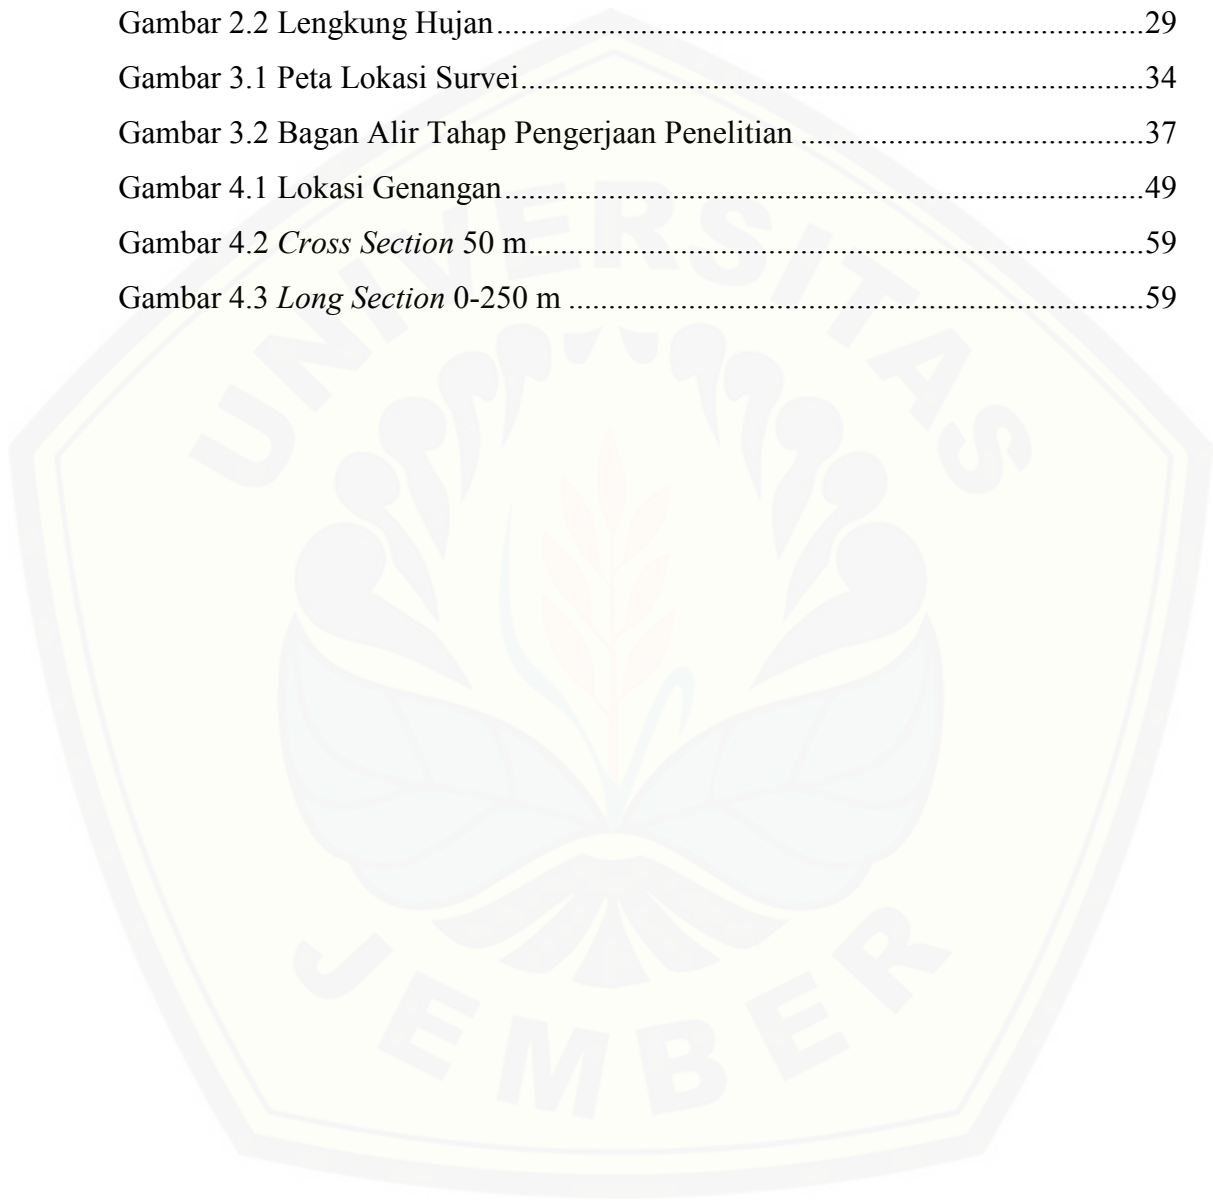 Gambar 2.2 Lengkung Hujan................................................................................29
Gambar 3.1 Peta Lokasi Survei.............................................................................34
Gambar 3.2 Bagan Alir Tahap Pengerjaan Penelitian ..........................................37
Gambar 4.1 Lokasi Genangan...............................................................................49
Gambar 4.2 Cross Section 50 m............................................................................59
Gambar 4.3 Long Section 0-250 m .......................................................................59
UNIVERSITAS
JEMBER